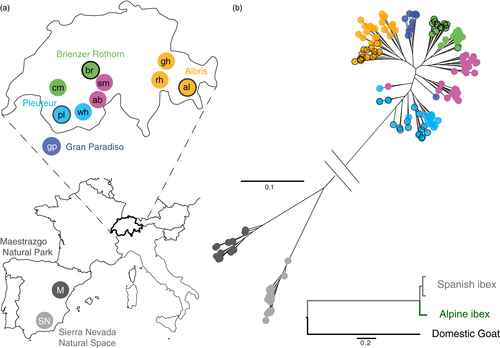 (a)
Brienzer Rothorn
br
gh
Albris
cm
sm
rh
al
Pleureur
ab
pl
wh
gp
Gran Paradiso
Maestrazgo
Natural Park
M
SN
Sierra Nevada
Natural Space
(b)
0.1
Spanish ibex
Alpine ibex
Domestic Goat
0.2